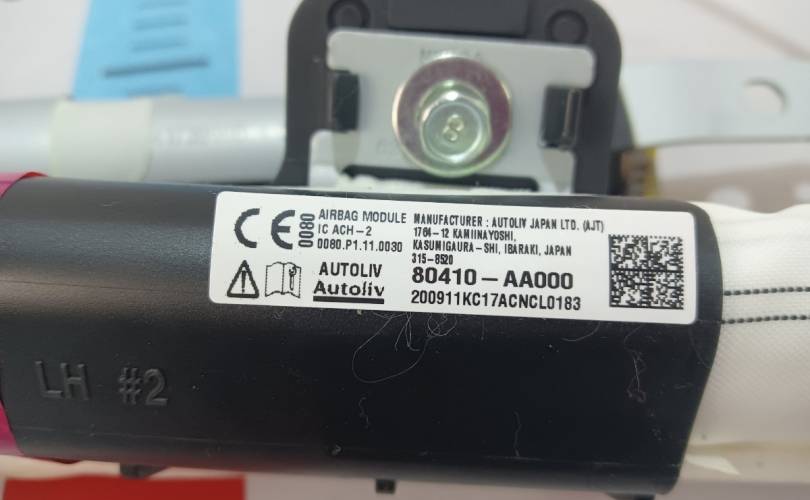 8
CE 0080
AIRBAG MODULE
IC ACH-2
0080.P1.11.0030
MANUFACTURER : AUTOLIV JAPAN LTD. (AJT)
1764-12 KAMIINAYOSHI,
KASUMIGAURA-SHI, IBARAKI, JAPAN
315-8520
AUTOLIV
Autoliv
80410-AA000
200911KC17ACNCL0183
LH #2